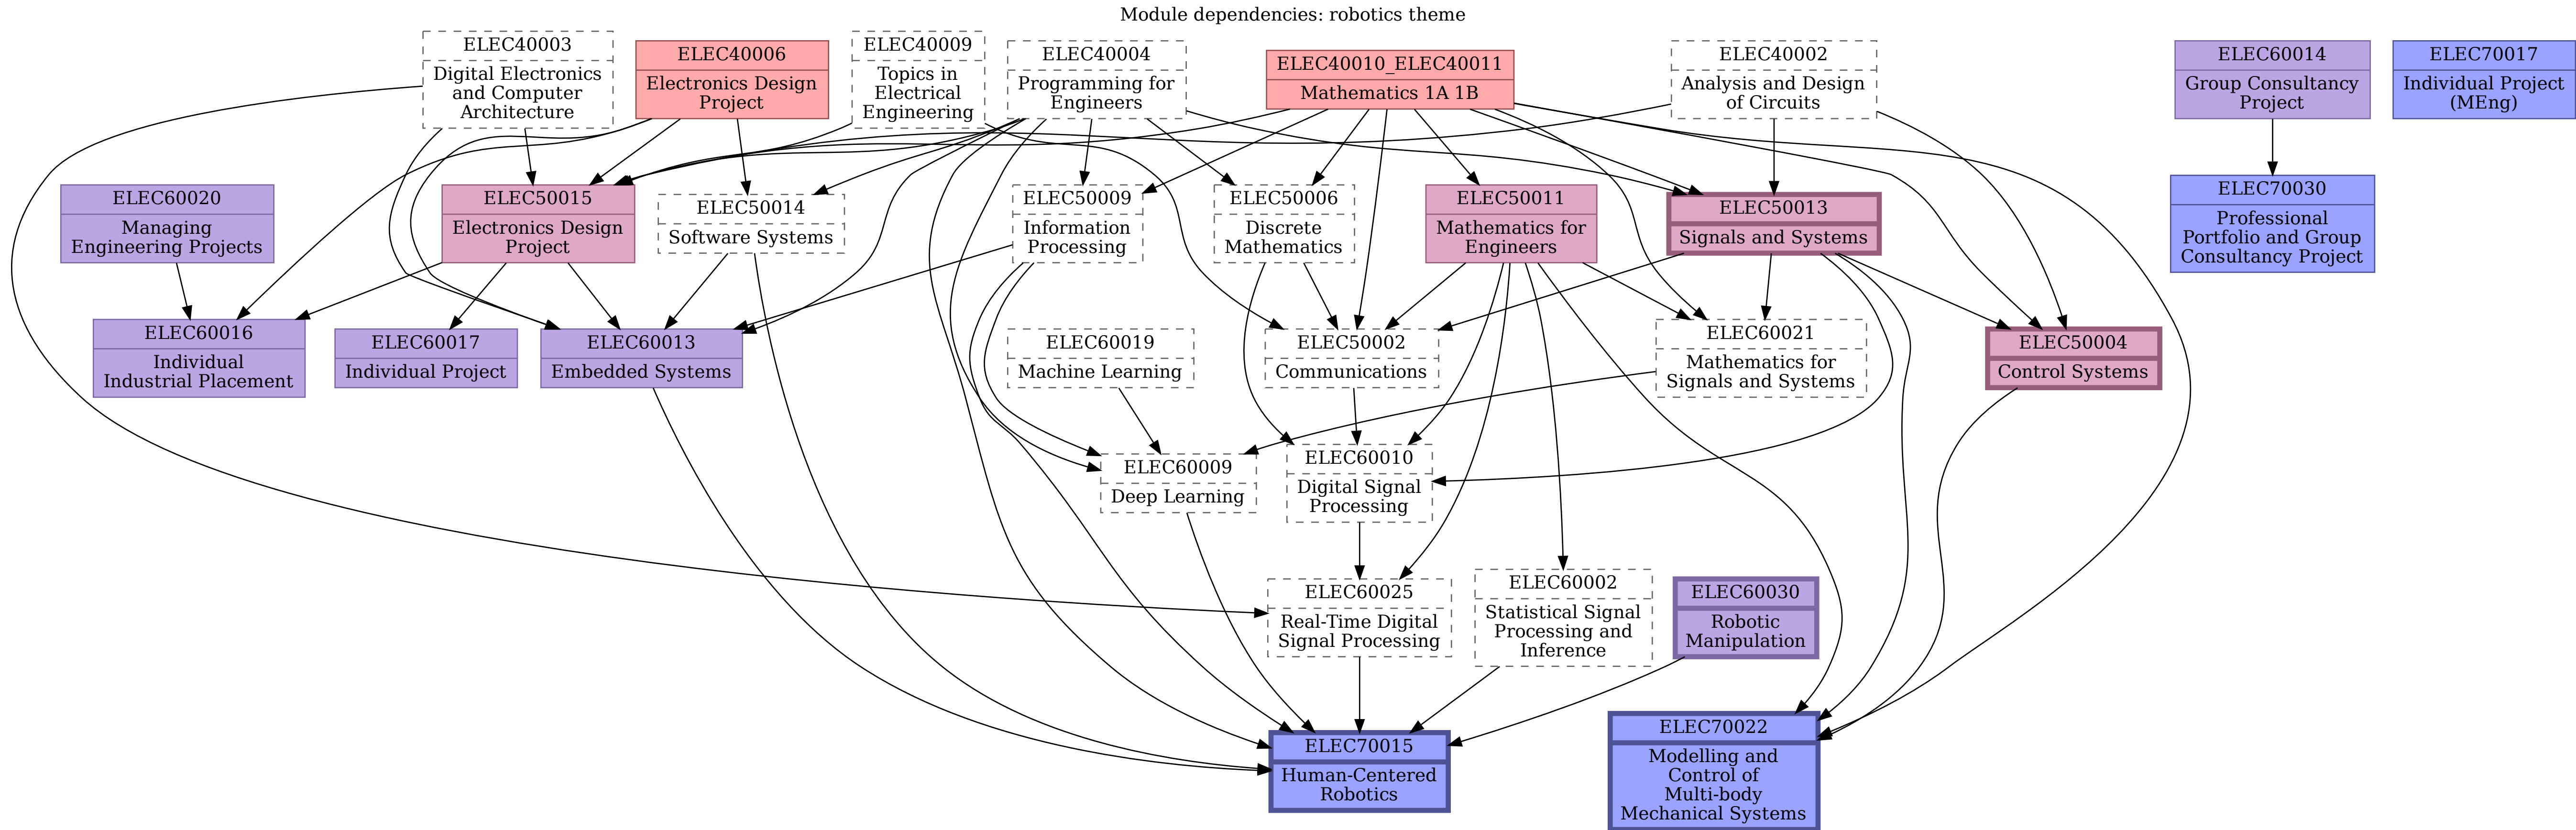 Module dependencies: robotics theme
ELEC40003
Digital Electronics
and Computer
Architecture
ELEC40006
Electronics Design
Project
ELEC40009
Topics in
Electrical
Engineering
ELEC40004
Programming for
Engineers
ELEC40010_ELEC40011
Mathematics 1A 1B
ELEC40002
Analysis and Design
of Circuits
ELEC60014
Group Consultancy
Project
ELEC70017
Individual Project
(MEng)
ELEC60020
Managing
Engineering Projects
ELEC50015
Electronics Design
Project
ELEC50014
Software Systems
ELEC50009
Information
Processing
ELEC50006
Discrete
Mathematics
ELEC50011
Mathematics for
Engineers
ELEC50013
Signals and Systems
ELEC70030
Professional
Portfolio and Group
Consultancy Project
ELEC60016
Individual
Industrial Placement
ELEC60017
Individual Project
ELEC60013
Embedded Systems
ELEC60019
Machine Learning
ELEC50002
Communications
ELEC60021
Mathematics for
Signals and Systems
ELEC50004
Control Systems
ELEC60009
Deep Learning
ELEC60010
Digital Signal
Processing
ELEC60025
Real-Time Digital
Signal Processing
ELEC60002
Statistical Signal
Processing and
Inference
ELEC60030
Robotic
Manipulation
ELEC70015
Human-Centered
Robotics
ELEC70022
Modelling and
Control of
Multi-body
Mechanical Systems